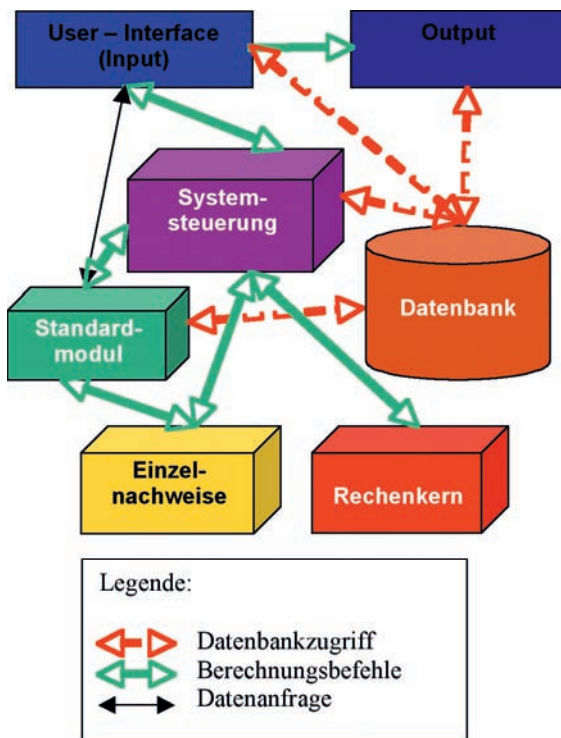 User – Interface
(Input)
Output
System-
steuerung
Datenbank
Standard-
modul
Einzel-
nachweise
Rechenkern
Legende:
Datenbankzugriff
Berechnungsbefehle
Datenanfrage